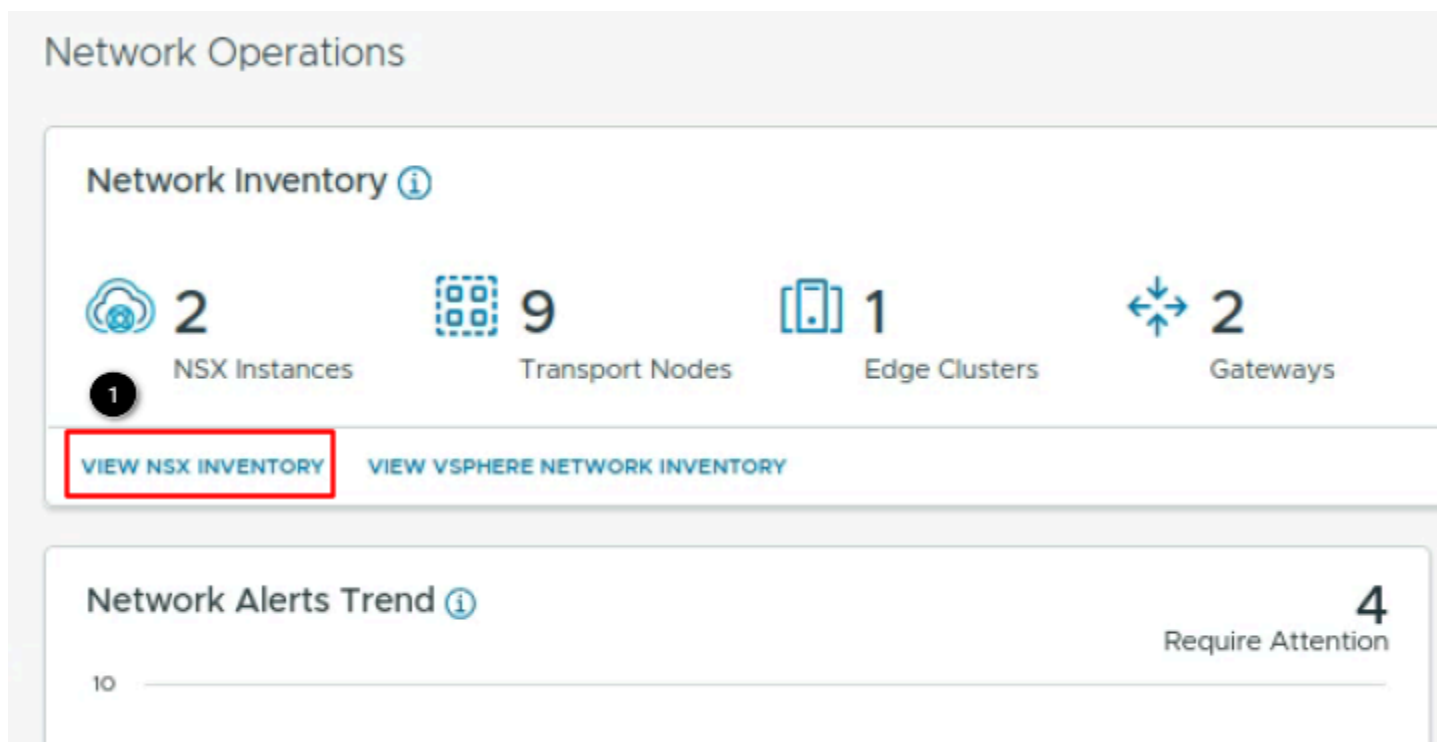 Network Operations
Network Inventory
2
NSX Instances
9
Transport Nodes
1
Edge Clusters
2
Gateways
1
VIEW NSX INVENTORY
VIEW VSPHERE NETWORK INVENTORY
Network Alerts Trend
4
Require Attention
10